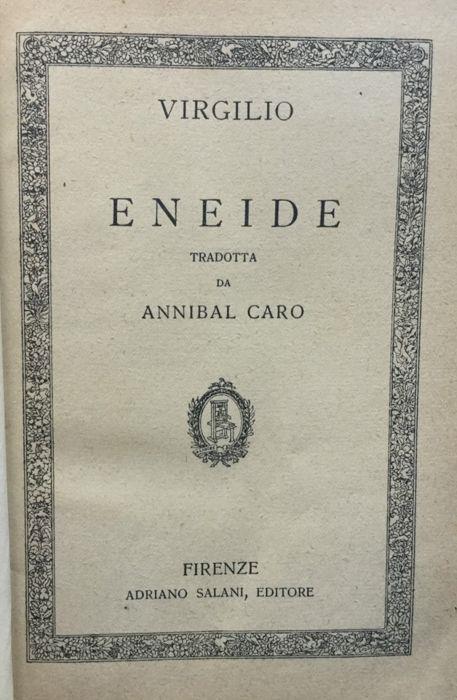 VIRGILIO
ENEIDE
TRADOTTA
DA
ANNIBAL CARO
FIRENZE
ADRIANO SALANI, EDITORE